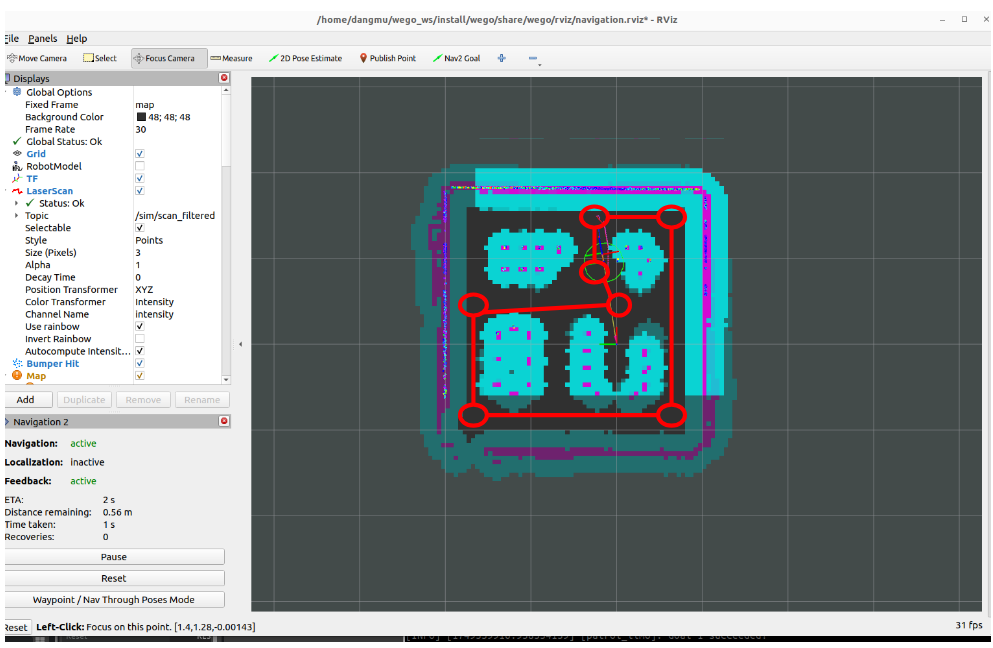 /home/dangmu/wego_ws/install/wego/share/wego/rviz/navigation.rviz* - RViz
File Panels Help
Move Camera Select Focus Camera Measure 2D Pose Estimate Publish Point Nav2 Goal
Displays
Global Options
Fixed Frame map
Background Color 48; 48; 48
Frame Rate 30
Global Status: Ok
Grid
RobotModel
TF
LaserScan
Status: Ok
Topic /sim/scan_filtered
Selectable
Style Points
Size (Pixels) 3
Alpha 1
Decay Time 0
Position Transformer XYZ
Color Transformer Intensity
Channel Name intensity
Use rainbow
Invert Rainbow
Autocompute Intensit...
Bumper Hit
Map
Add Duplicate Remove Rename
Navigation 2
Navigation: active
Localization: inactive
Feedback: active
ETA: 2 s
Distance remaining: 0.56 m
Time taken: 1 s
Recoveries: 0
Pause
Reset
Waypoint / Nav Through Poses Mode
Reset Left-Click: Focus on this point. [1.4,1.28,-0.00143] 31 fps